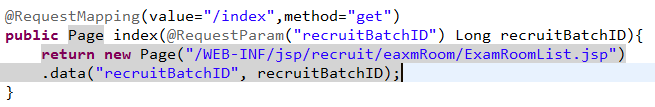 @RequestMapping(value="/index",method="get")
public Page index(@RequestParam("recruitBatchID") Long recruitBatchID){
return new Page("/WEB-INF/jsp/recruit/eaxmRoom/ExamRoomList.jsp")
.data("recruitBatchID", recruitBatchID);
}